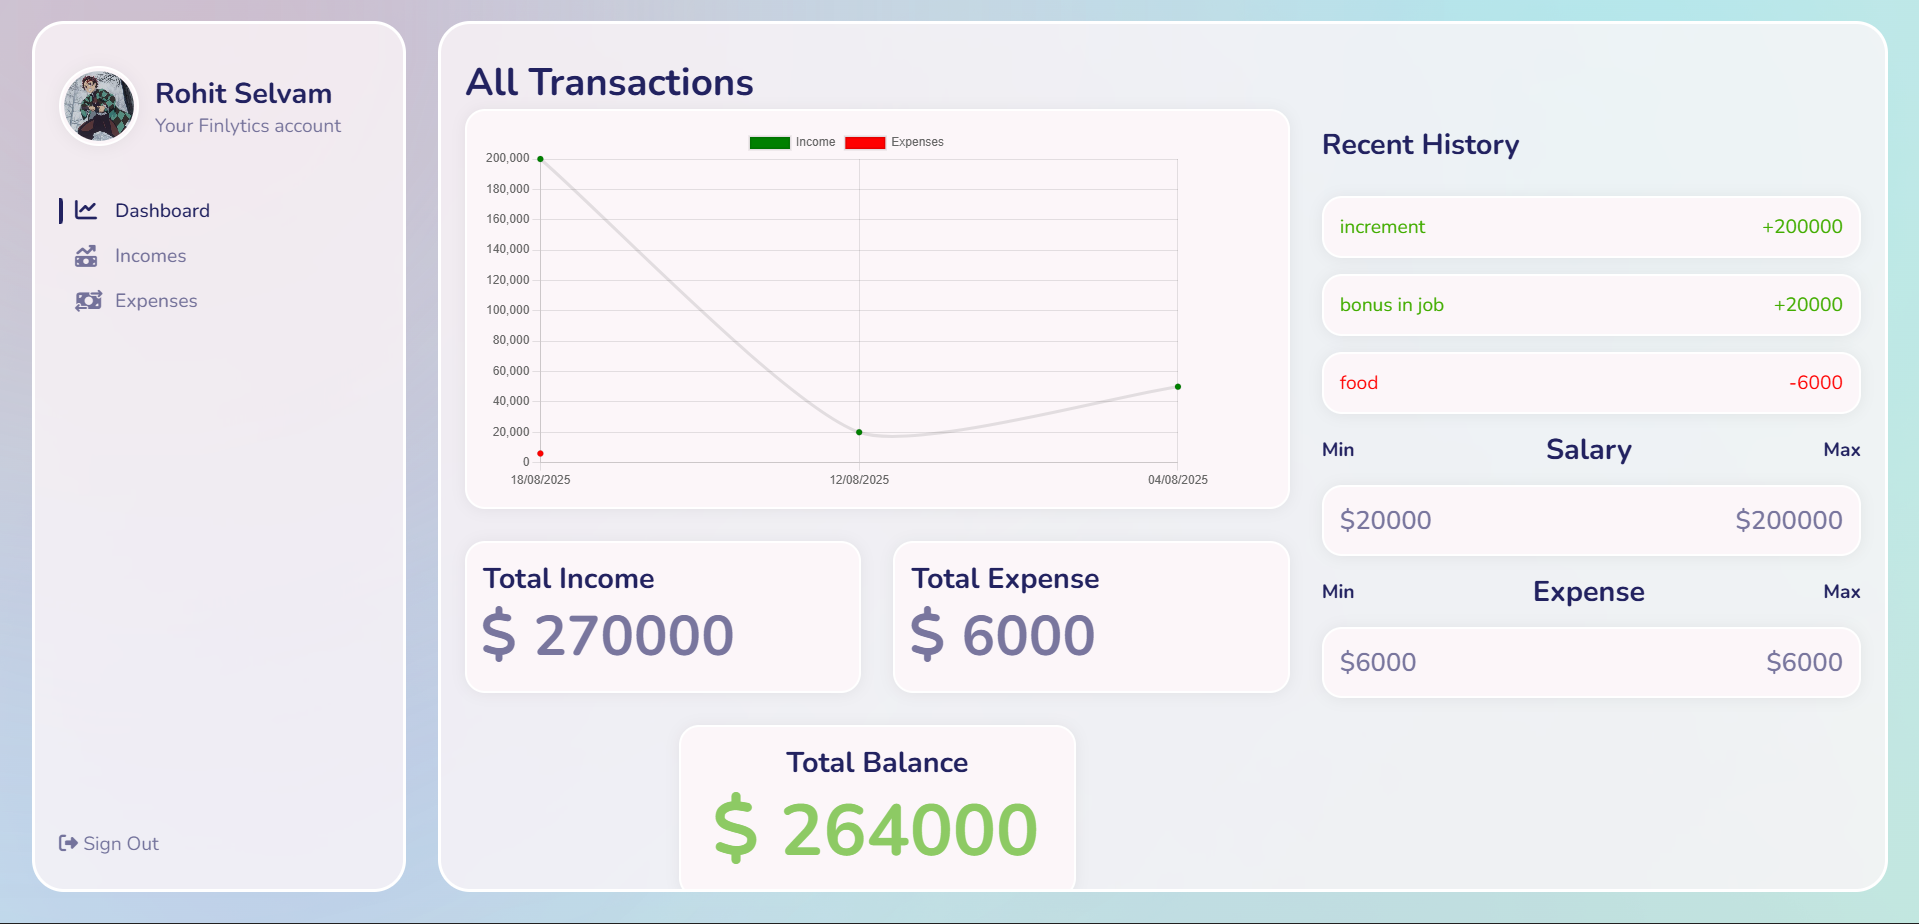 Rohit Selvam
Your Finlytics account
Dashboard
Incomes
Expenses
Sign Out
All Transactions
Income Expenses
200,000
180,000
160,000
140,000
120,000
100,000
80,000
60,000
40,000
20,000
0
18/08/2025 12/08/2025 04/08/2025
Total Income
$ 270000
Total Expense
$ 6000
Total Balance
$ 264000
Recent History
increment +200000
bonus in job +20000
food -6000
Min Salary Max
$20000 $200000
Min Expense Max
$6000 $6000